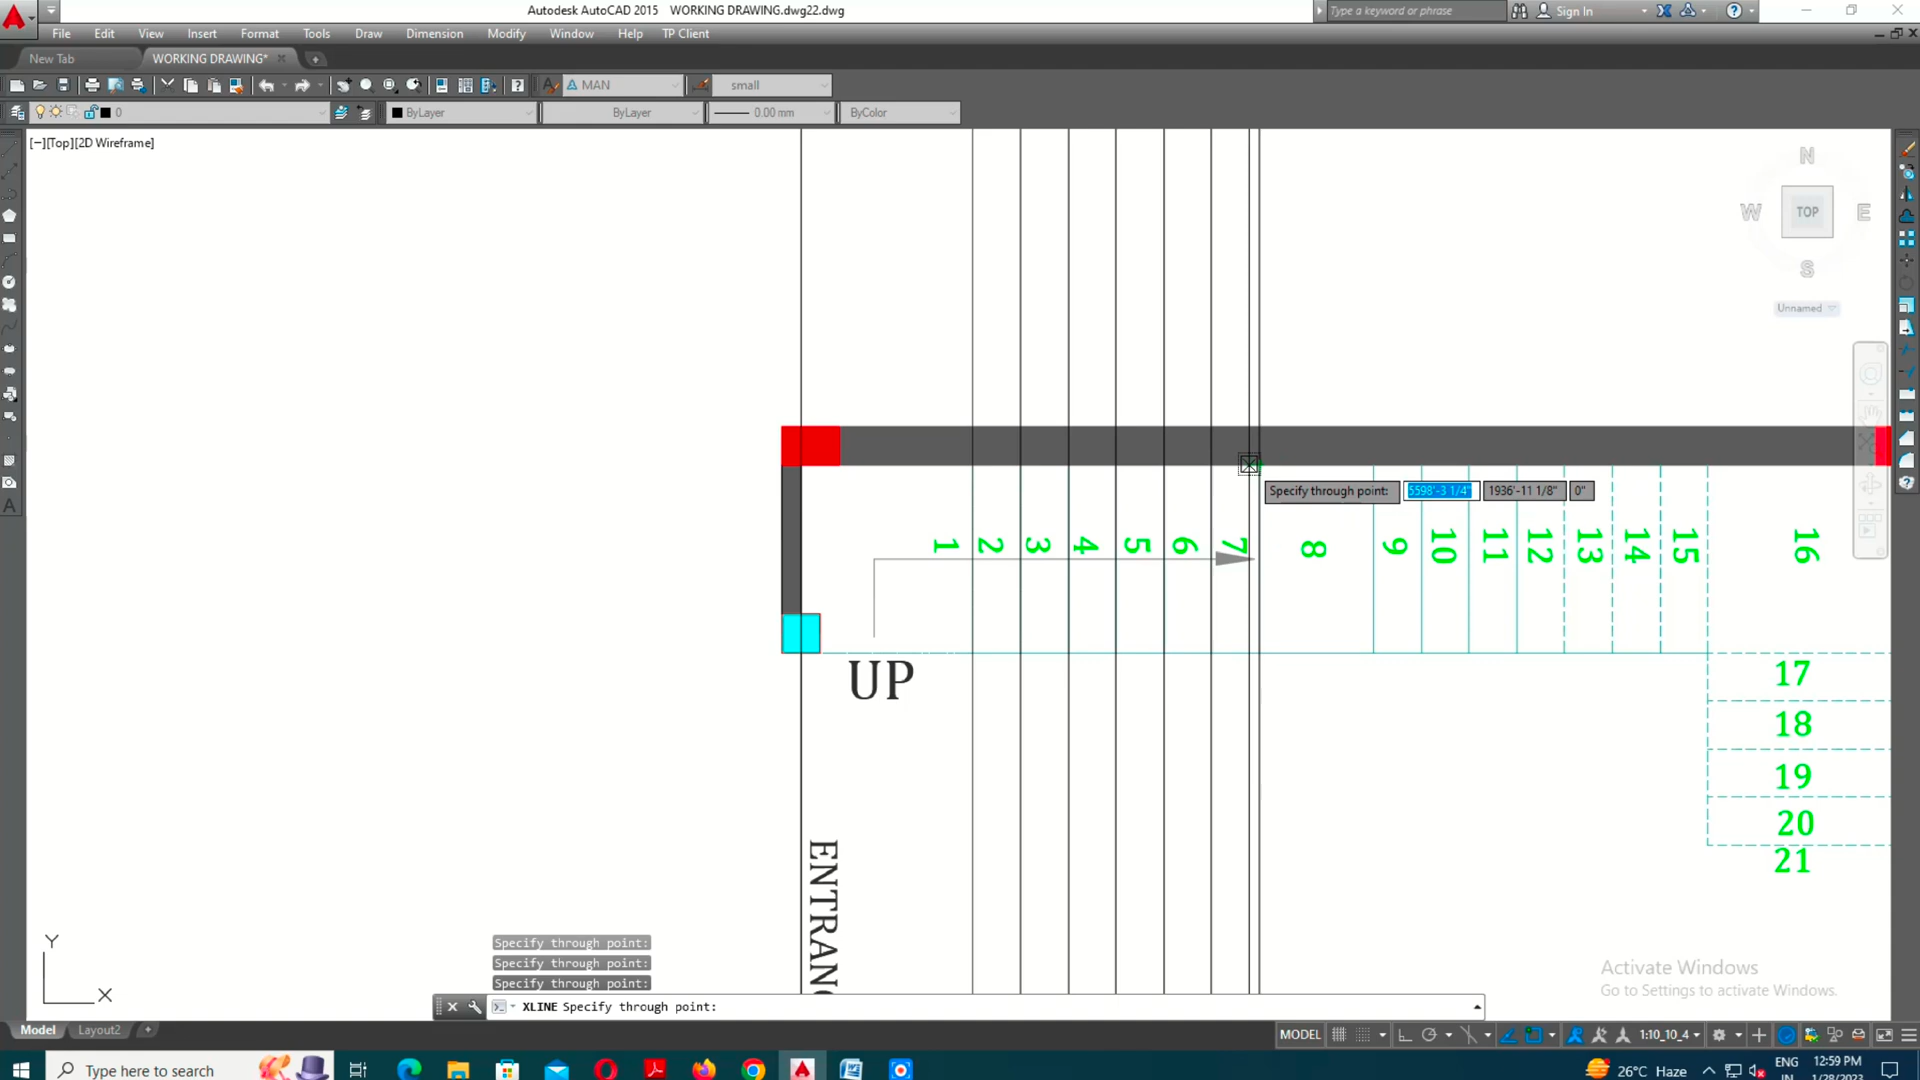 Autodesk AutoCAD 2015 WORKING DRAWING.dwg22.dwg
Type a keyword or phrase
Sign In
File Edit View Insert Format Tools Draw Dimension Modify Window Help TP Client
New Tab
WORKING DRAWING*
MAN
small
0
ByLayer
ByLayer
0.00 mm
ByColor
[−][Top][2D Wireframe]
N
W
TOP
E
S
Unnamed
Specify through point:
5598'-3 1/4"
1936'-11 1/8"
0"
1 2 3 4 5 6 7 8 9 10 11 12 13 14 15 16
UP
17
18
19
20
21
Y
X
Specify through point:
Specify through point:
Specify through point:
XLINE Specify through point:
Activate Windows
Go to Settings to activate Windows.
Model
Layout2
MODEL
1:10_10_4
Type here to search
26°C Haze
ENG
12:59 PM
1/28/2023